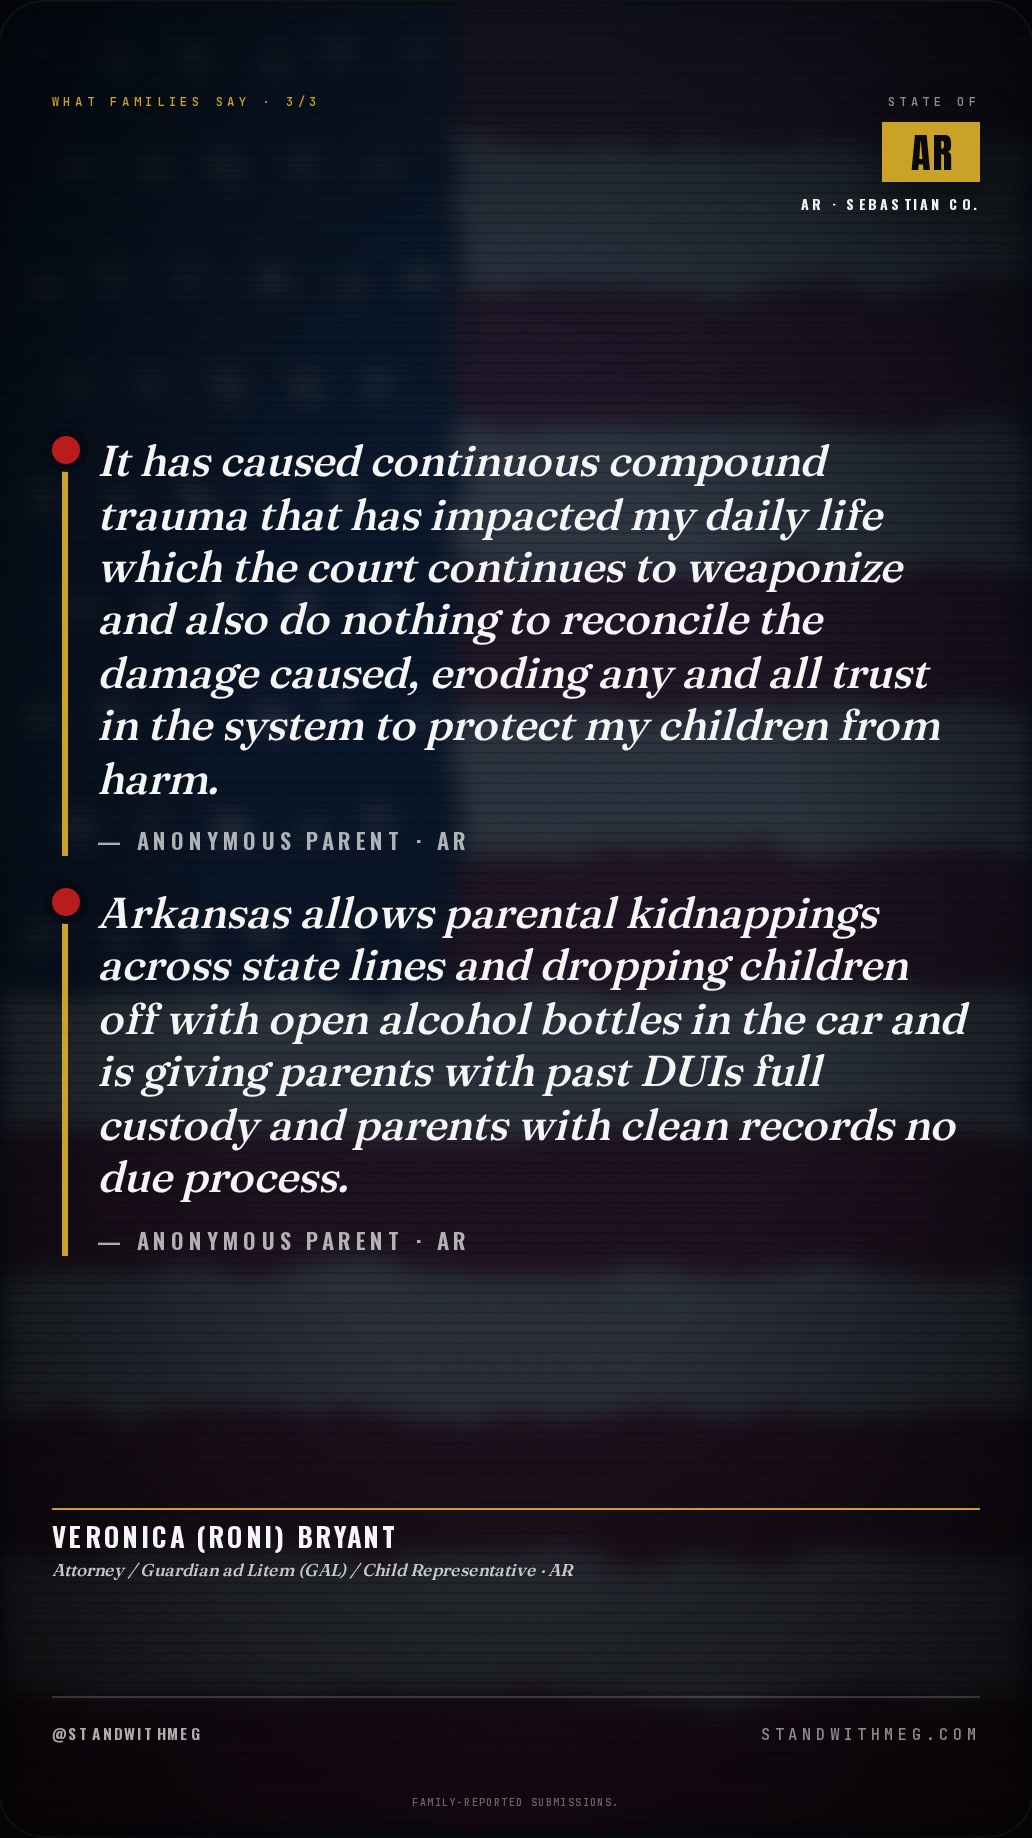 WHAT FAMILIES SAY · 3/3
STATE OF
AR
AR · SEBASTIAN CO.
It has caused continuous compound
trauma that has impacted my daily life
which the court continues to weaponize
and also do nothing to reconcile the
damage caused, eroding any and all trust
in the system to protect my children from
harm.
— ANONYMOUS PARENT · AR
Arkansas allows parental kidnappings
across state lines and dropping children
off with open alcohol bottles in the car and
is giving parents with past DUIs full
custody and parents with clean records no
due process.
— ANONYMOUS PARENT · AR
VERONICA (RONI) BRYANT
Attorney / Guardian ad Litem (GAL) / Child Representative · AR
@STANDWITHMEG
STANDWITHMEG.COM
FAMILY-REPORTED SUBMISSIONS.